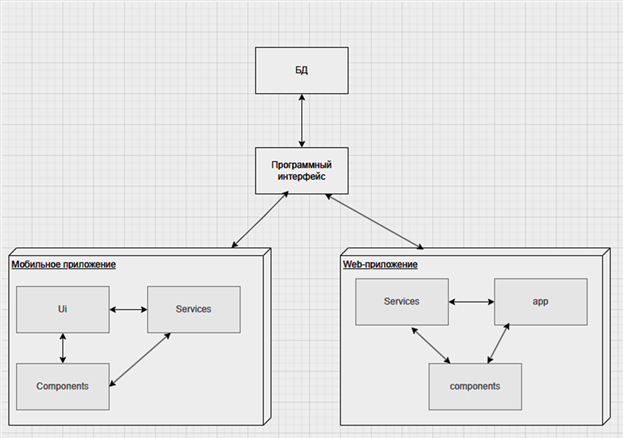 БД
Программный
интерфейс
Мобильное приложение
Ui
Services
Components
Web-приложение
Services
app
components